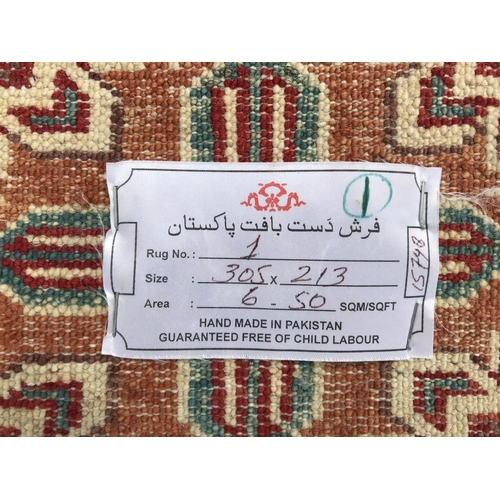 1
فرش دَست بافت پاکستان
Rug No.: 1
Size : 305 x 213
Area : 6 - 50 SQM/SQFT
15748
HAND MADE IN PAKISTAN
GUARANTEED FREE OF CHILD LABOUR